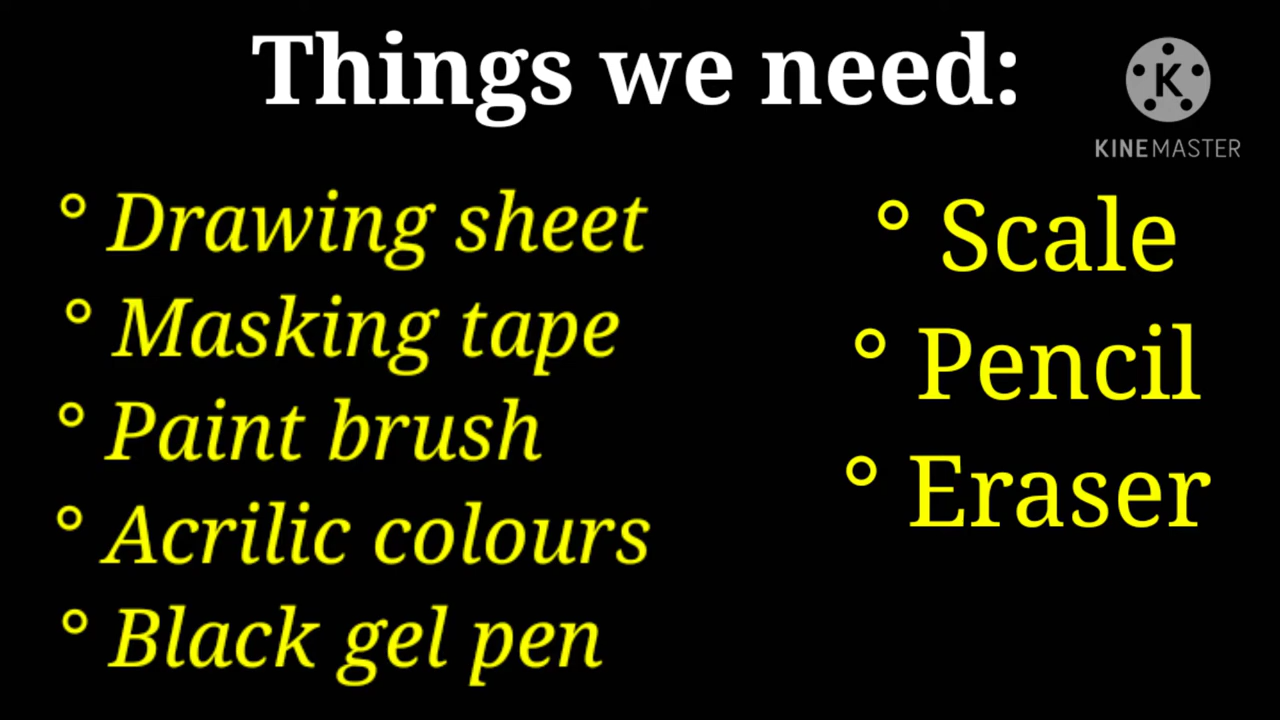 Things we need:
K
KINEMASTER
° Drawing sheet
° Masking tape
° Paint brush
° Acrilic colours
° Black gel pen
° Scale
° Pencil
° Eraser